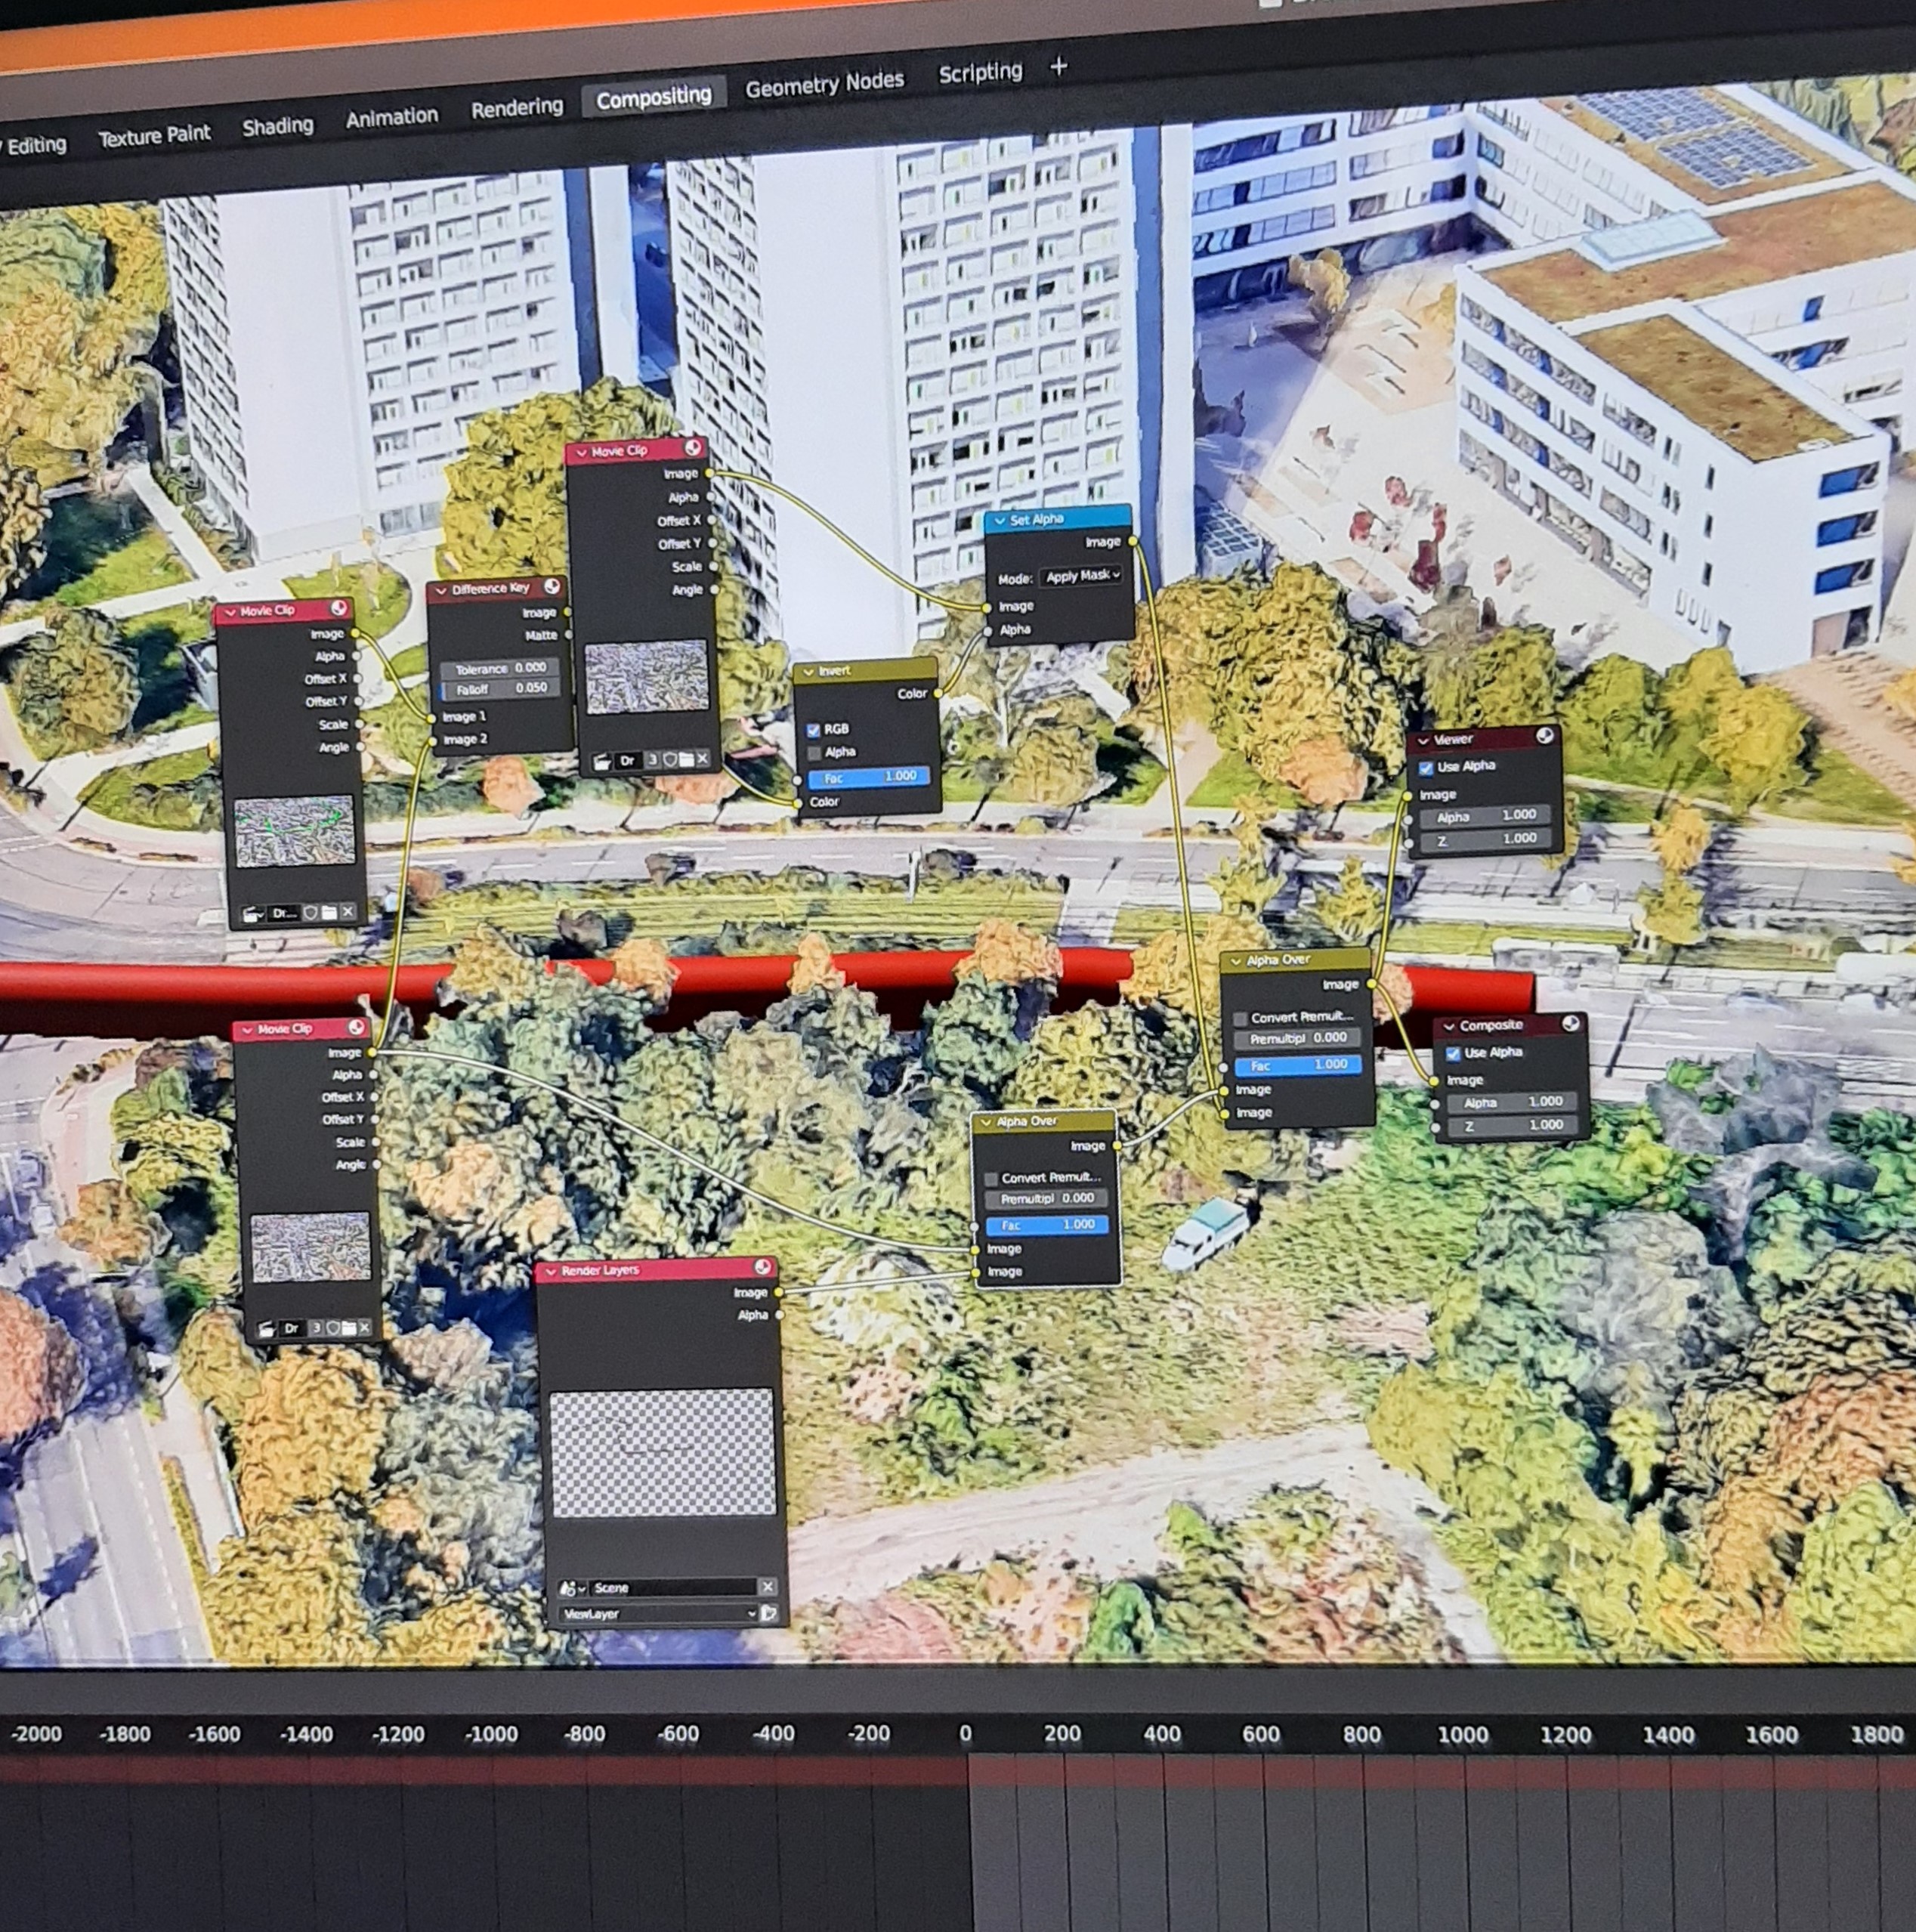 Editing Texture Paint Shading Animation Rendering Compositing Geometry Nodes Scripting +
Movie Clip
Image
Alpha
Offset X
Offset Y
Scale
Angle
Dr 3
Set Alpha
Image
Mode: Apply Mask
Image
Alpha
Difference Key
Image
Matte
Tolerance 0.000
Falloff 0.050
Image 1
Image 2
Movie Clip
Image
Alpha
Offset X
Offset Y
Scale
Angle
Dr...
Invert
Color
RGB
Alpha
Fac 1.000
Color
Viewer
Use Alpha
Image
Alpha 1.000
Z 1.000
Alpha Over
Image
Convert Premult...
Premultipl 0.000
Fac 1.000
Image
Image
Composite
Use Alpha
Image
Alpha 1.000
Z 1.000
Movie Clip
Image
Alpha
Offset X
Offset Y
Scale
Angle
Dr 3
Alpha Over
Image
Convert Premult...
Premultipl 0.000
Fac 1.000
Image
Image
Render Layers
Image
Alpha
Scene
ViewLayer
-2000 -1800 -1600 -1400 -1200 -1000 -800 -600 -400 -200 0 200 400 600 800 1000 1200 1400 1600 1800